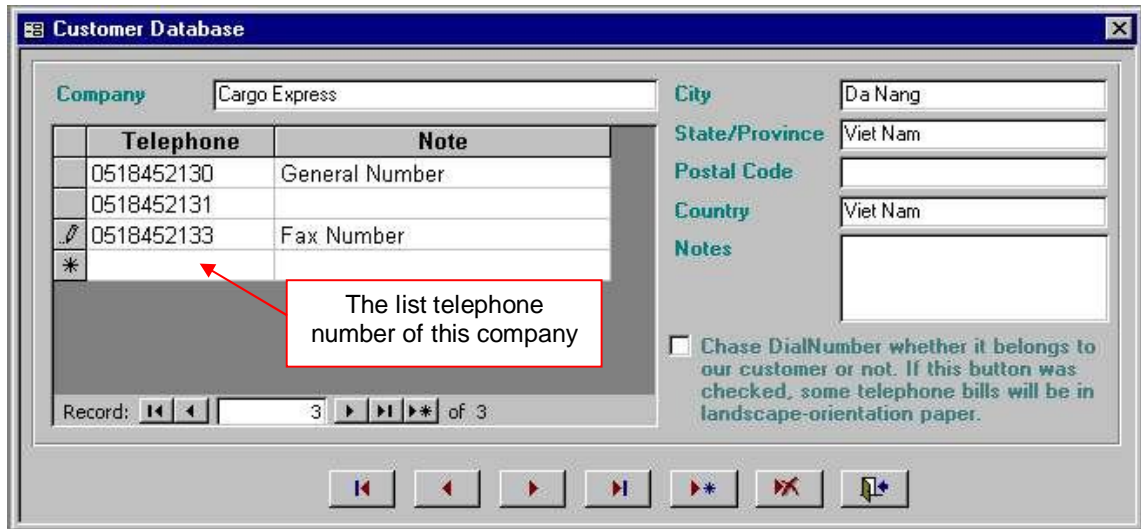 Customer Database
Company Cargo Express
Telephone Note
0518452130 General Number
0518452131
0518452133 Fax Number
The list telephone
number of this company
Record: 3 of 3
City Da Nang
State/Province Viet Nam
Postal Code
Country Viet Nam
Notes
Chase DialNumber whether it belongs to
our customer or not. If this button was
checked, some telephone bills will be in
landscape-orientation paper.